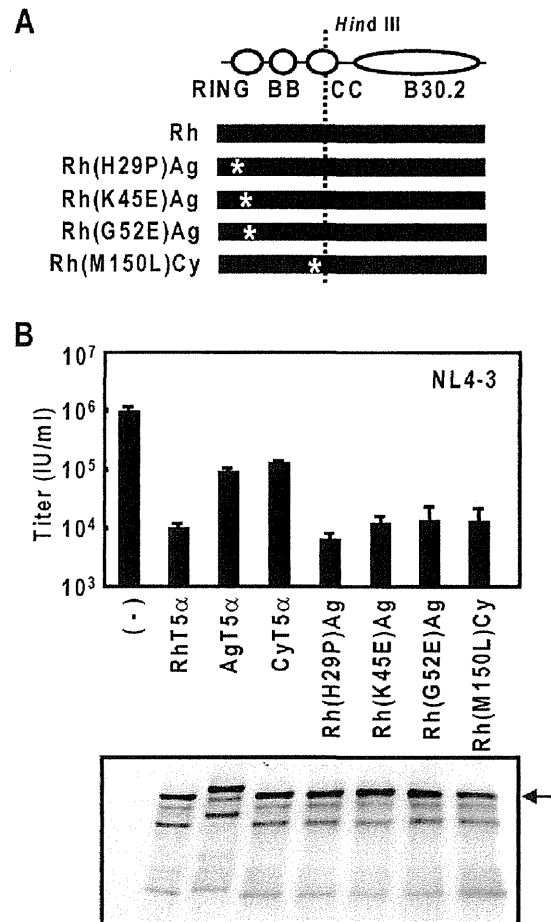 A
Hind III
RING BB CC B30.2
Rh
Rh(H29P)Ag
Rh(K45E)Ag
Rh(G52E)Ag
Rh(M150L)Cy
B
NL4-3
Titer (IU/ml)
10⁷
10⁶
10⁵
10⁴
10³
(-)
RhT5α
AgT5α
CyT5α
Rh(H29P)Ag
Rh(K45E)Ag
Rh(G52E)Ag
Rh(M150L)Cy